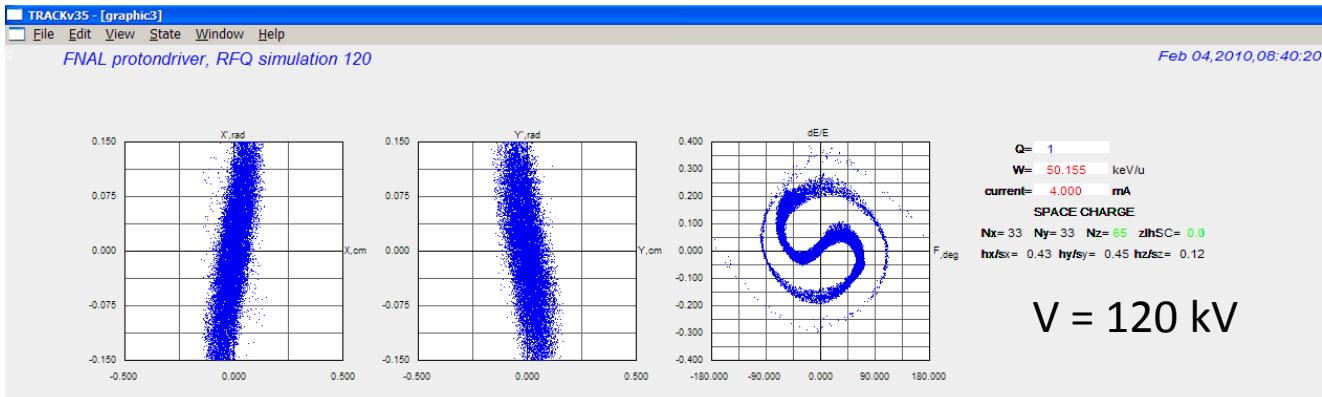 TRACKv35 - [graphic3]
File Edit View State Window Help
FNAL protondriver, RFQ simulation 120
Feb 04,2010,08:40:20
X',rad
0.150
0.075
0.000
-0.075
-0.150
X,cm
-0.500 0.000 0.500
Y',rad
0.150
0.075
0.000
-0.075
-0.150
Y,cm
-0.500 0.000 0.500
dE/E
0.400
0.300
0.200
0.100
0.000
-0.100
-0.200
-0.300
-0.400
F,deg
-180.000 -90.000 0.000 90.000 180.000
Q= 1
W= 50.155 keV/u
current= 4.000 mA
SPACE CHARGE
Nx= 33 Ny= 33 Nz= 65 zlhSC= 0.0
hx/sx= 0.43 hy/sy= 0.45 hz/sz= 0.12
V = 120 kV